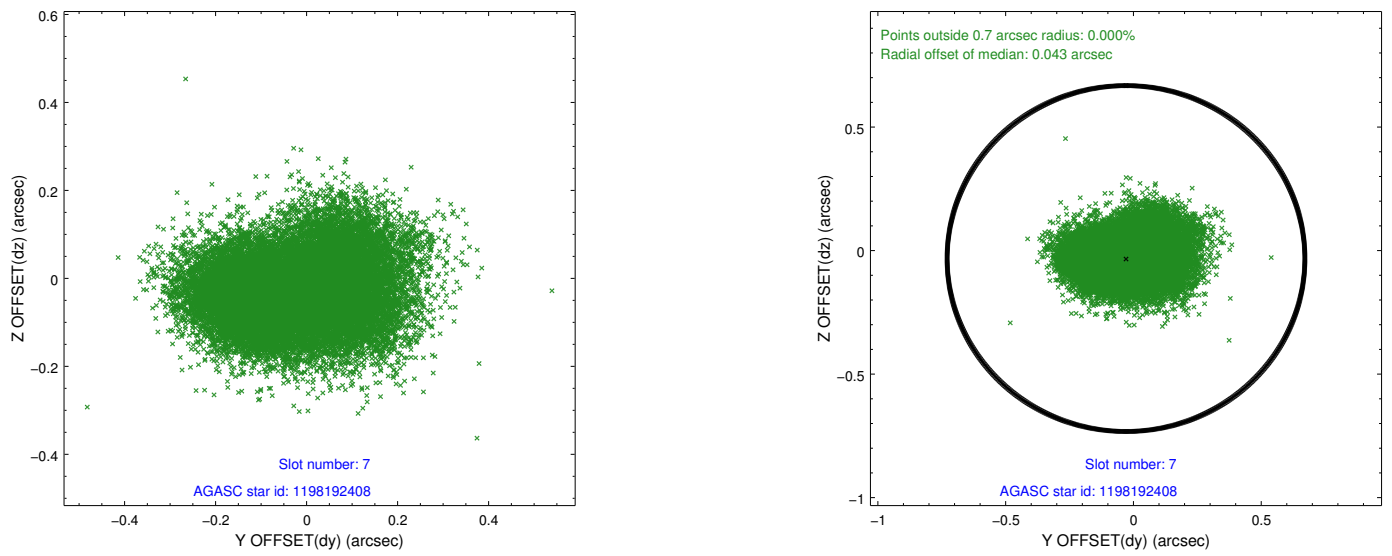 0.6
0.4
0.2
0
−0.2
−0.4
Z OFFSET(dz) (arcsec)
Slot number: 7
AGASC star id: 1198192408
−0.4
−0.2
0
0.2
0.4
Y OFFSET(dy) (arcsec)
Points outside 0.7 arcsec radius: 0.000%
Radial offset of median: 0.043 arcsec
0.5
0
−0.5
−1
Z OFFSET(dz) (arcsec)
Slot number: 7
AGASC star id: 1198192408
−1
−0.5
0
0.5
Y OFFSET(dy) (arcsec)